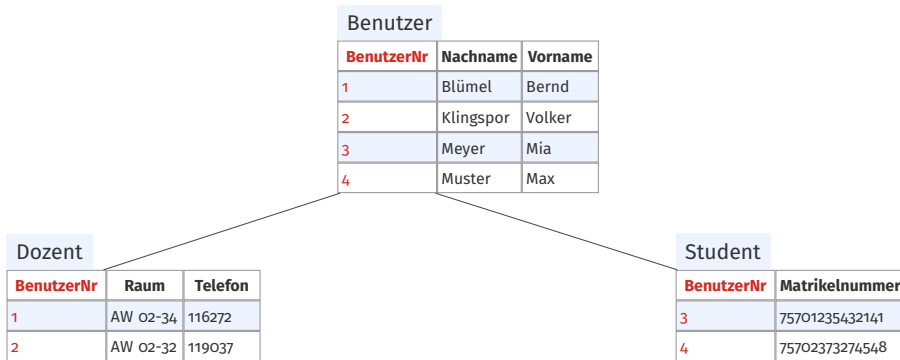 Benutzer
BenutzerNr Nachname Vorname
1 Blümel Bernd
2 Klingspor Volker
3 Meyer Mia
4 Muster Max
Dozent
BenutzerNr Raum Telefon
1 AW 02-34 116272
2 AW 02-32 119037
Student
BenutzerNr Matrikelnummer
3 75701235432141
4 75702373274548